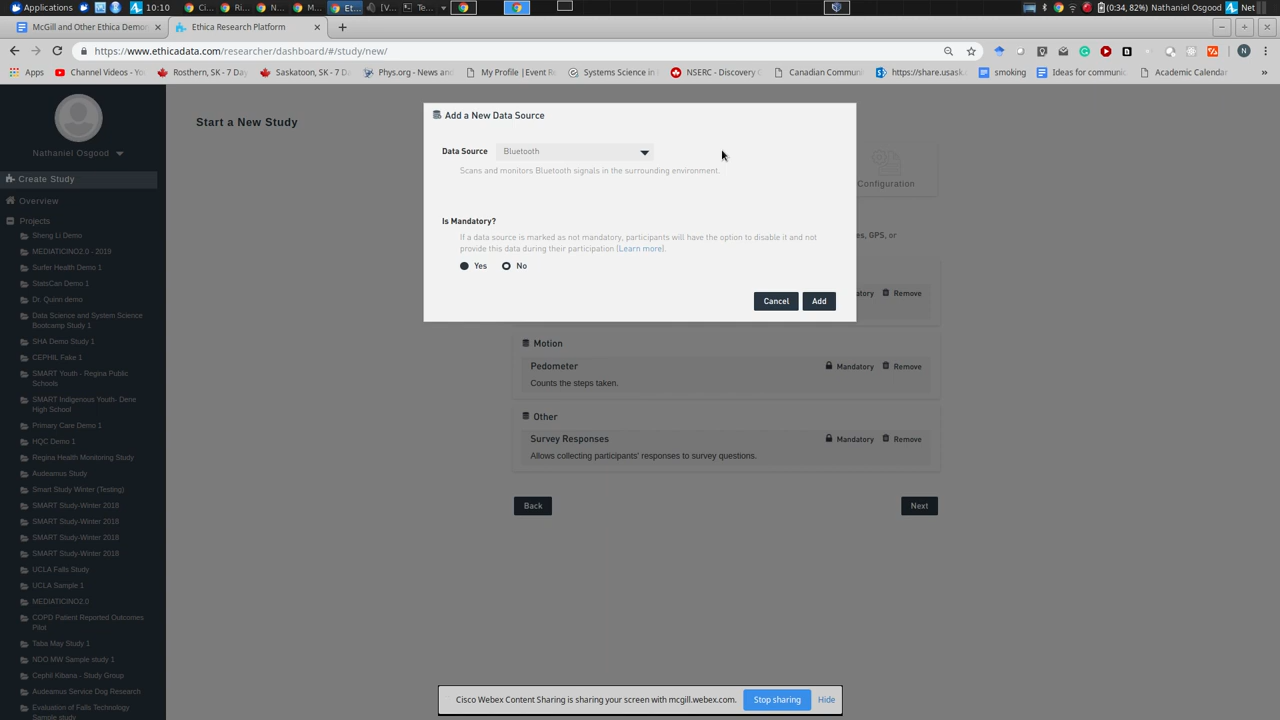 Applications
10:10
Ci...
Ri...
N...
M...
Et...
[V...
Te...
(0:34, 82%)
Nathaniel Osgood
Net
McGill and Other Ethica Demo
Ethica Research Platform
https://www.ethicadata.com/researcher/dashboard/#/study/new/
Apps
Channel Videos - Yo
Rosthern, SK - 7 Day
Saskatoon, SK - 7 D
Phys.org - News and
My Profile | Event R
Systems Science in
NSERC - Discovery G
Canadian Commun
https://share.usask.
smoking
Ideas for communic
Academic Calendar
»
Nathaniel Osgood
Create Study
Overview
Projects
Sheng Li Demo
MEDIATICINO2.0 - 2019
Surfer Health Demo 1
StatsCan Demo 1
Dr. Quinn demo
Data Science and System Science
Bootcamp Study 1
SHA Demo Study 1
CEPHIL Fake 1
SMART Youth - Regina Public
Schools
SMART Indigenous Youth- Dene
High School
Primary Care Demo 1
HQC Demo 1
Regina Health Monitoring Study
Audeamus Study
Smart Study Winter (Testing)
SMART Study-Winter 2018
SMART Study-Winter 2018
SMART Study-Winter 2018
SMART Study-Winter 2018
UCLA Falls Study
UCLA Sample 1
MEDIATICINO2.0
COPD Patient Reported Outcomes
Pilot
Taba May Study 1
NDO MW Sample study 1
Cephil Kibana - Study Group
Audeamus Service Dog Research
Evaluation of Falls Technology
Sample study
Start a New Study
Configuration
es, GPS, or
Add a New Data Source
Data Source
Bluetooth
Scans and monitors Bluetooth signals in the surrounding environment.
Is Mandatory?
If a data source is marked as not mandatory, participants will have the option to disable it and not
provide this data during their participation [Learn more].
Yes
No
Cancel
Add
atory
Remove
Motion
Pedometer
Mandatory
Remove
Counts the steps taken.
Other
Survey Responses
Mandatory
Remove
Allows collecting participants' responses to survey questions.
Back
Next
Cisco Webex Content Sharing is sharing your screen with mcgill.webex.com.
Stop sharing
Hide